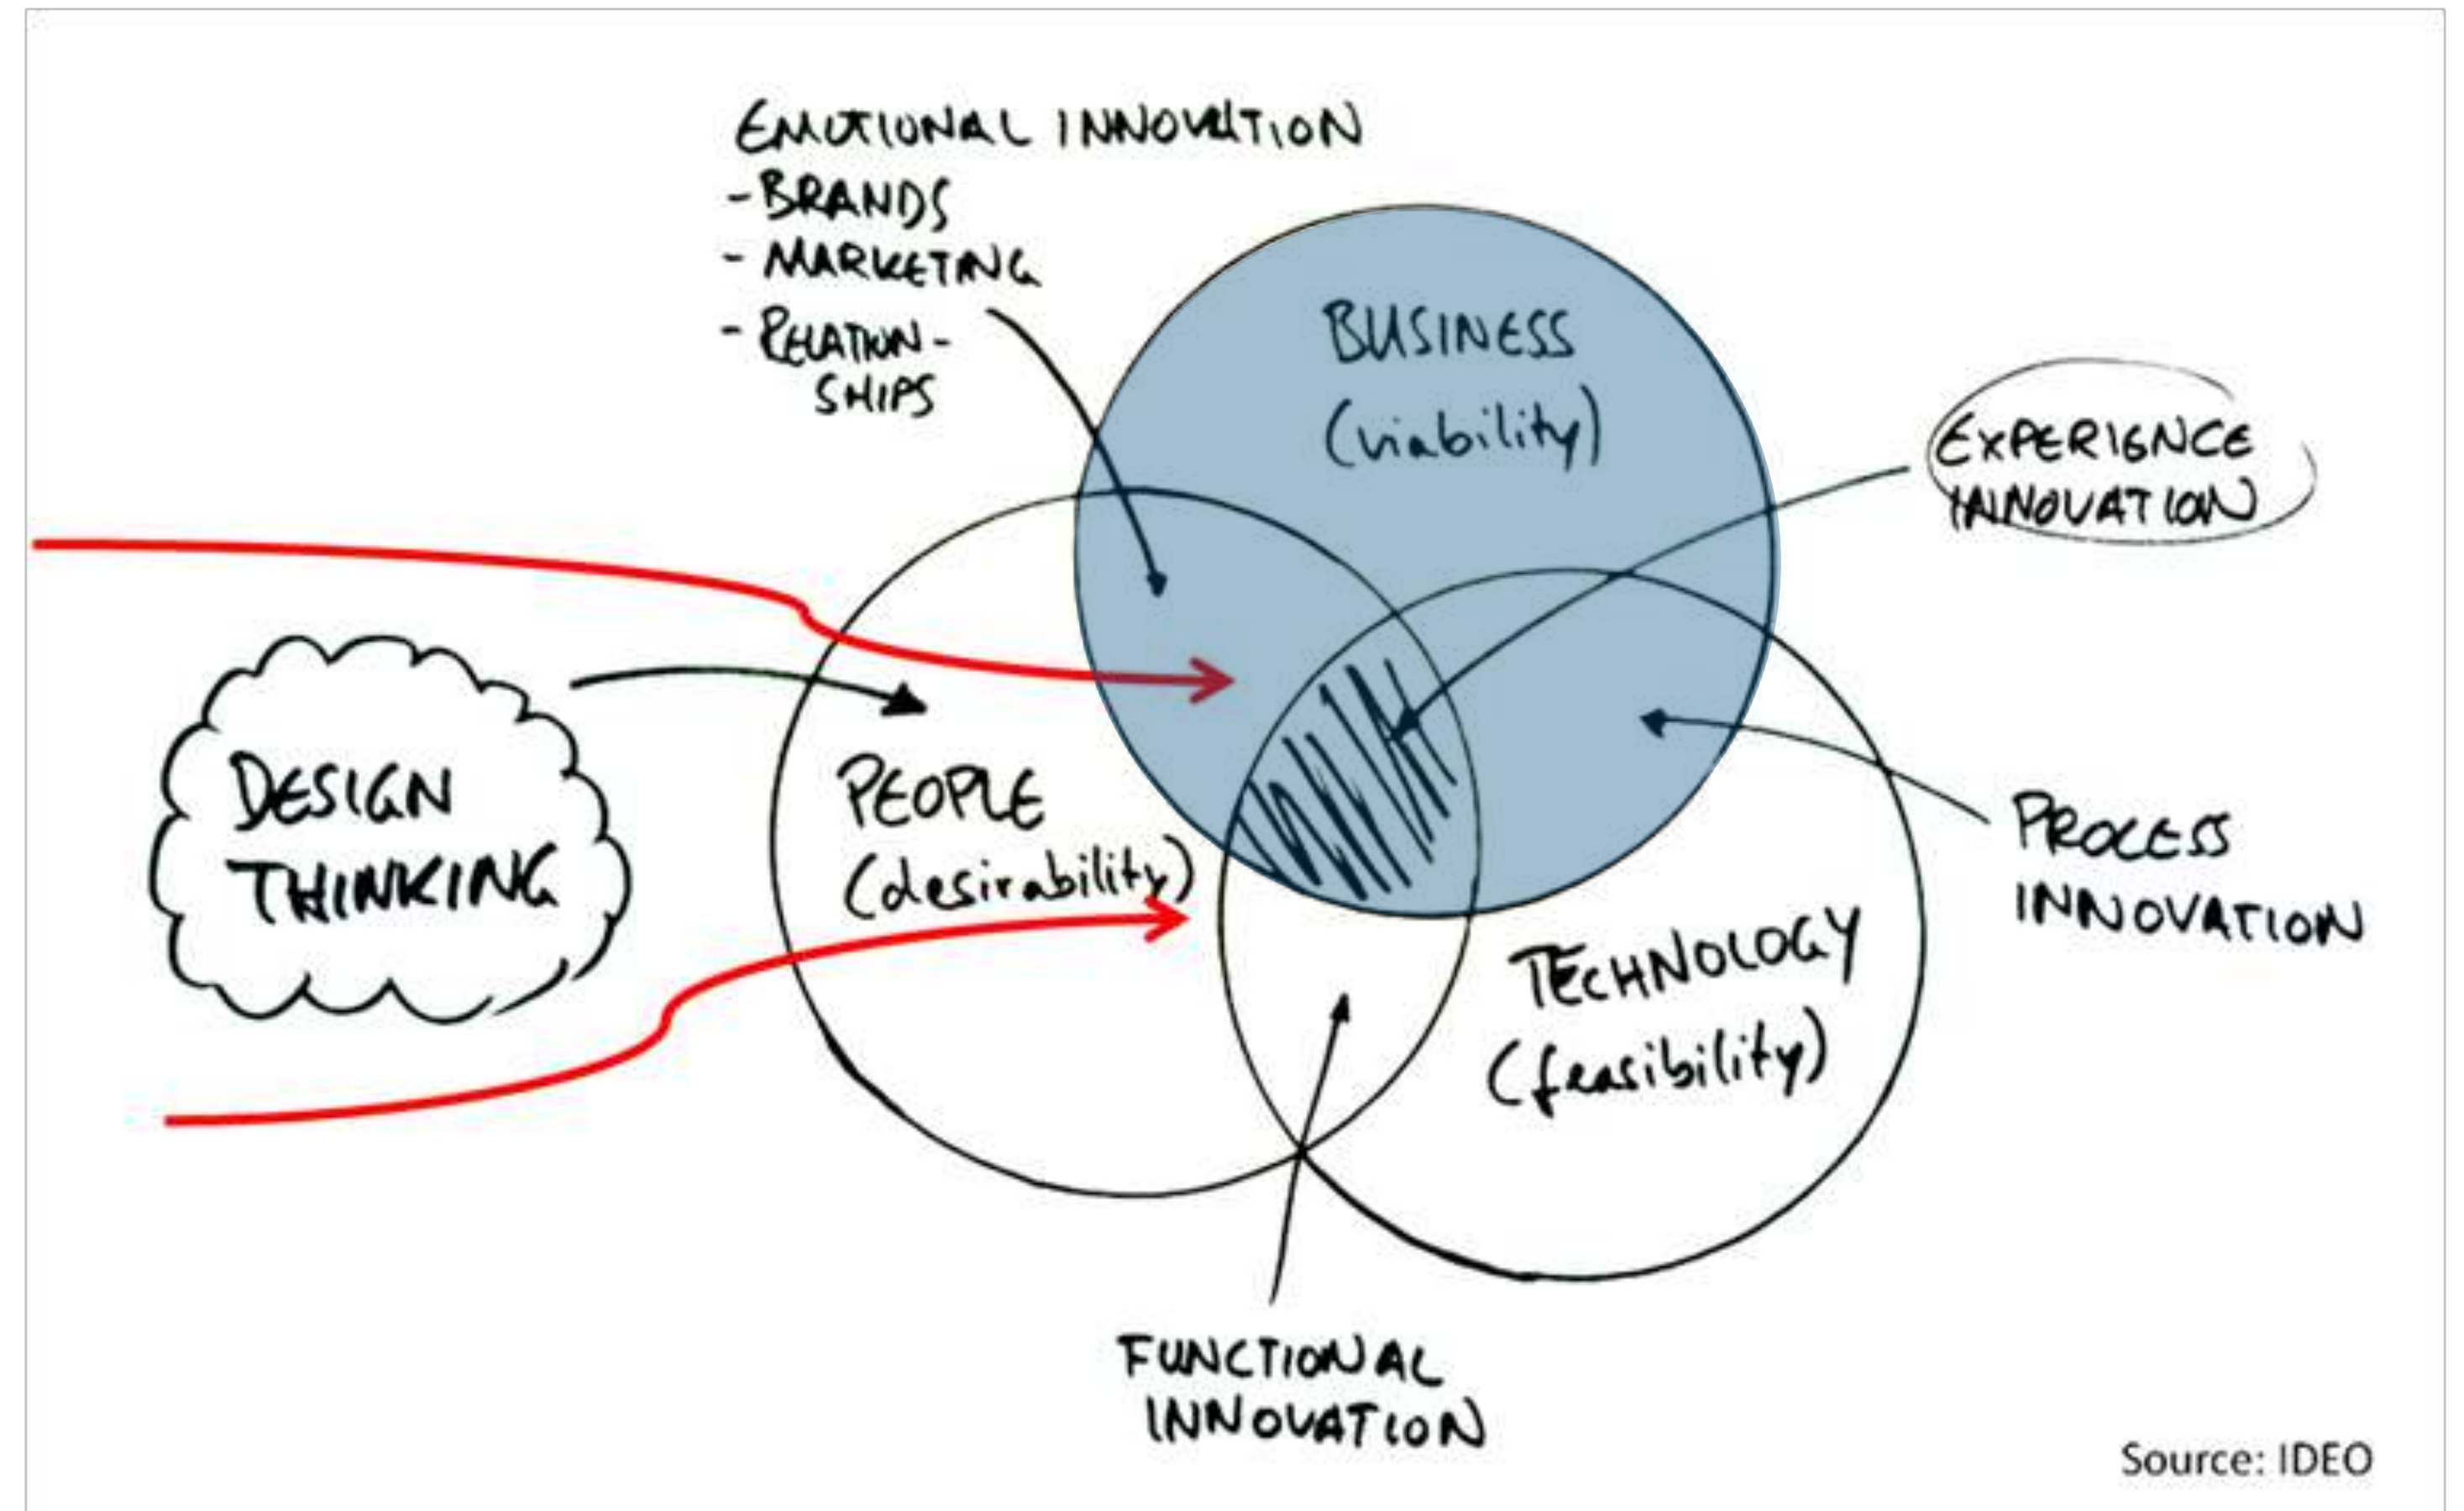 EMOTIONAL INNOVATION
- BRANDS
- MARKETING
- RELATION-
SHIPS
BUSINESS
(viability)
EXPERIENCE
INNOVATION
DESIGN
THINKING
PEOPLE
(desirability)
PROCESS
INNOVATION
TECHNOLOGY
(feasibility)
FUNCTIONAL
INNOVATION
Source: IDEO